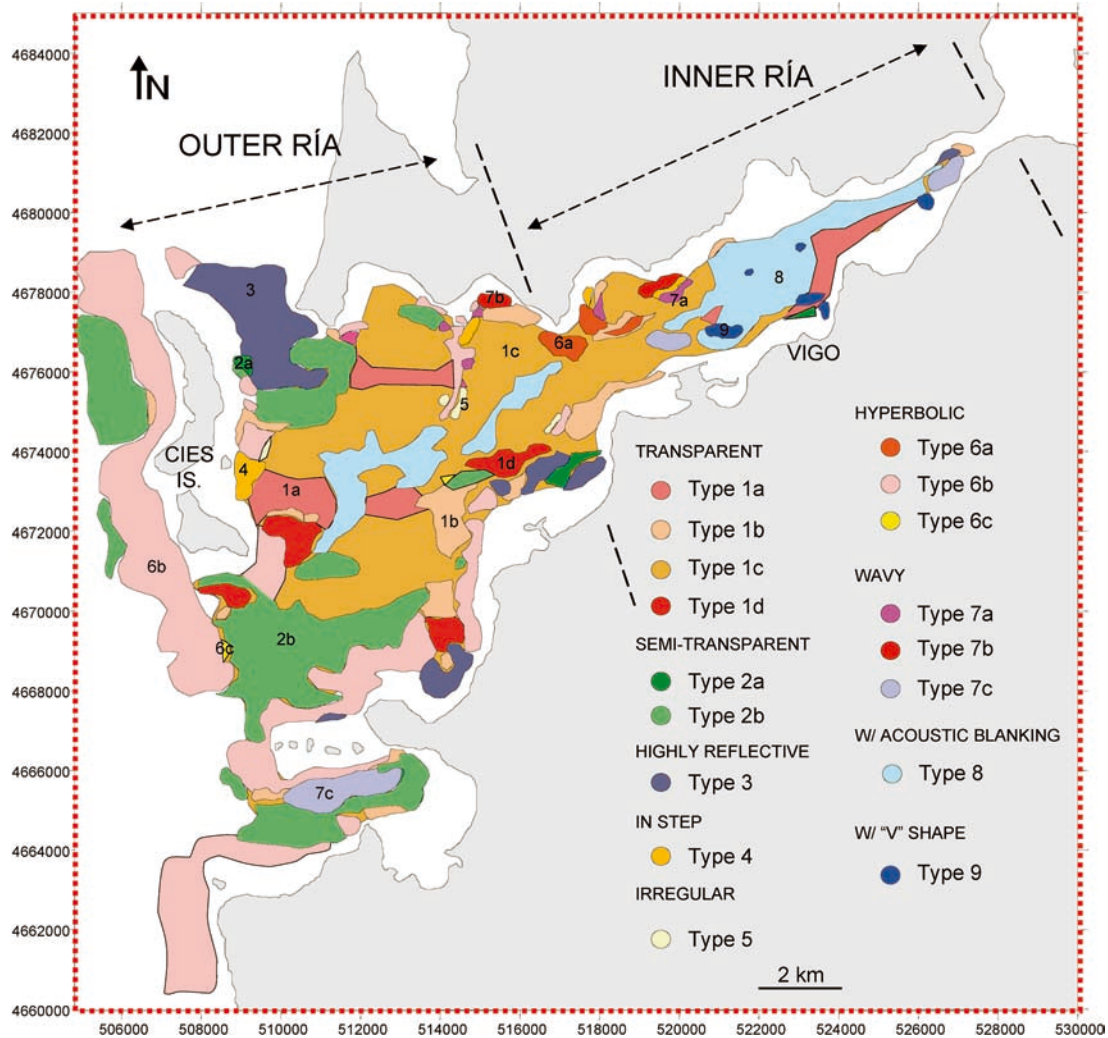 4684000
4682000
4680000
4678000
4676000
4674000
4672000
4670000
4668000
4666000
4664000
4662000
4660000
N
OUTER RÍA
INNER RÍA
3
2a
7b
7a
8
1c
6a
9
VIGO
5
CIES
IS.
4
1a
1d
1b
6b
2b
6c
7c
TRANSPARENT
Type 1a
Type 1b
Type 1c
Type 1d
SEMI-TRANSPARENT
Type 2a
Type 2b
HIGHLY REFLECTIVE
Type 3
IN STEP
Type 4
IRREGULAR
Type 5
HYPERBOLIC
Type 6a
Type 6b
Type 6c
WAVY
Type 7a
Type 7b
Type 7c
W/ ACOUSTIC BLANKING
Type 8
W/ "V" SHAPE
Type 9
2 km
506000 508000 510000 512000 514000 516000 518000 520000 522000 524000 526000 528000 530000